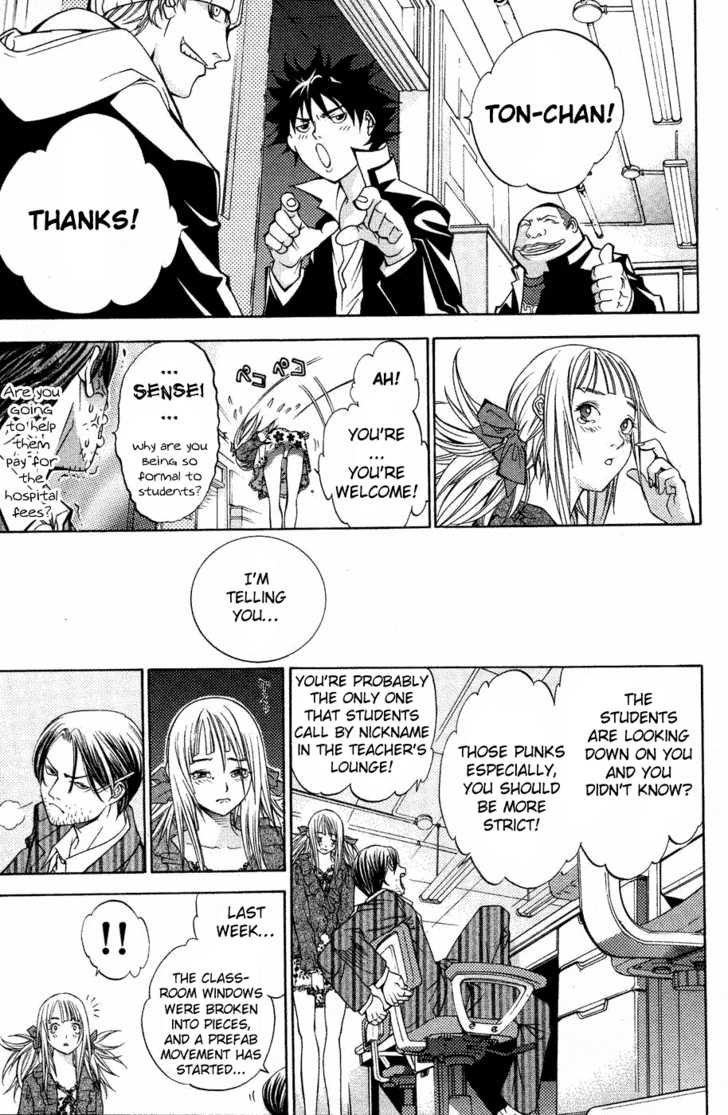 TON-CHAN!
THANKS!
AH!
YOU'RE
...
YOU'RE
WELCOME!
ペコ
ペコ
...
SENSEI
...
Why are you
being so
formal to
students?
Are you
going
to help
them
pay for
the
hospital
fees?
I'M
TELLING
YOU...
THE
STUDENTS
ARE LOOKING
DOWN ON YOU
AND YOU
DIDN'T KNOW?
THOSE PUNKS
ESPECIALLY,
YOU SHOULD
BE MORE
STRICT!
YOU'RE PROBABLY
THE ONLY ONE
THAT STUDENTS
CALL BY NICKNAME
IN THE TEACHER'S
LOUNGE!
LAST
WEEK...
THE CLASS-
ROOM WINDOWS
WERE BROKEN
INTO PIECES,
AND A PREFAB
MOVEMENT HAS
STARTED...
!!